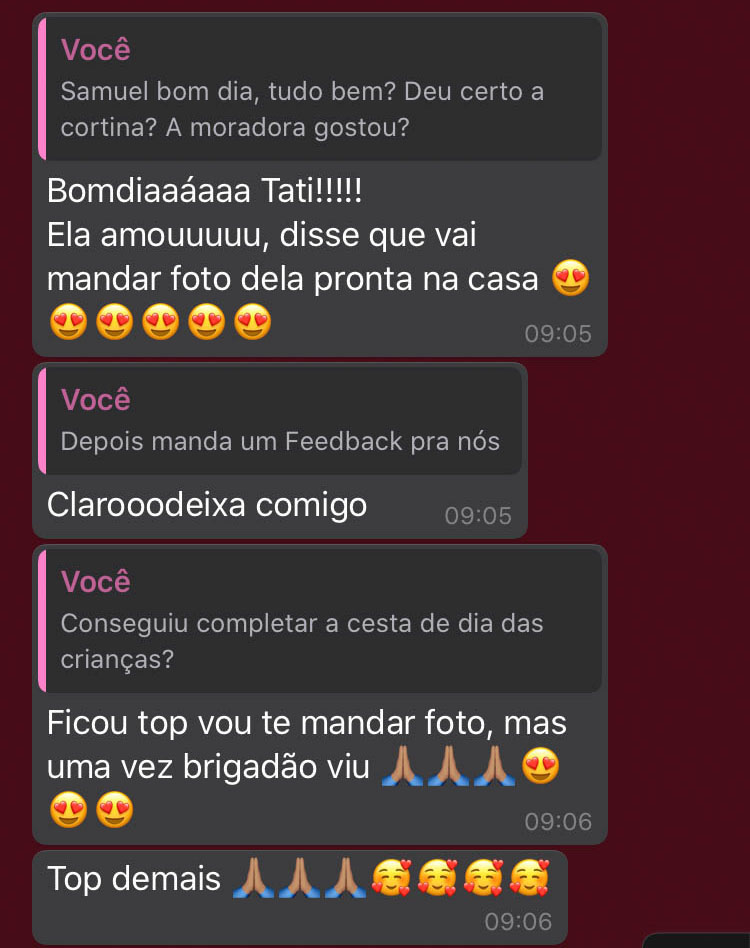 Você
Samuel bom dia, tudo bem? Deu certo a
cortina? A moradora gostou?
Bomdiaaáaaa Tati!!!!!
Ela amouuuuu, disse que vai
mandar foto dela pronta na casa 😍
😍😍😍😍😍
09:05
Você
Depois manda um Feedback pra nós
Clarooodeixa comigo
09:05
Você
Conseguiu completar a cesta de dia das
crianças?
Ficou top vou te mandar foto, mas
uma vez brigadão viu 🙏🏽🙏🏽🙏🏽😍
😍😍
09:06
Top demais 🙏🏽🙏🏽🙏🏽🥰🥰🥰🥰
09:06